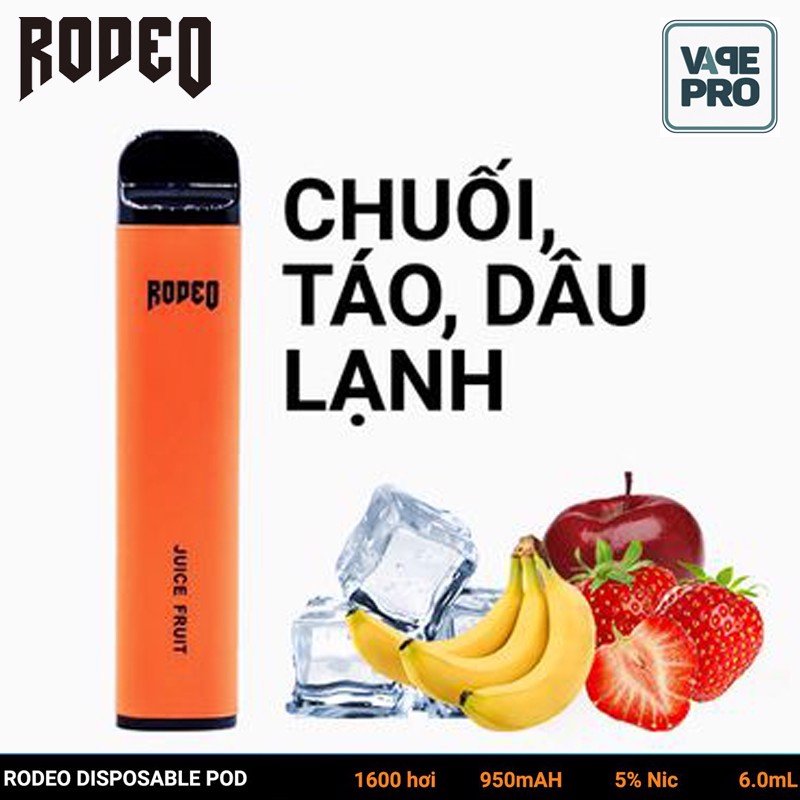 RODEO
VAPE
PRO
CHUỐI,
TÁO, DÂU
LẠNH
RODEO
JUICE FRUIT
RODEO DISPOSABLE POD 1600 hơi 950mAH 5% Nic 6.0mL